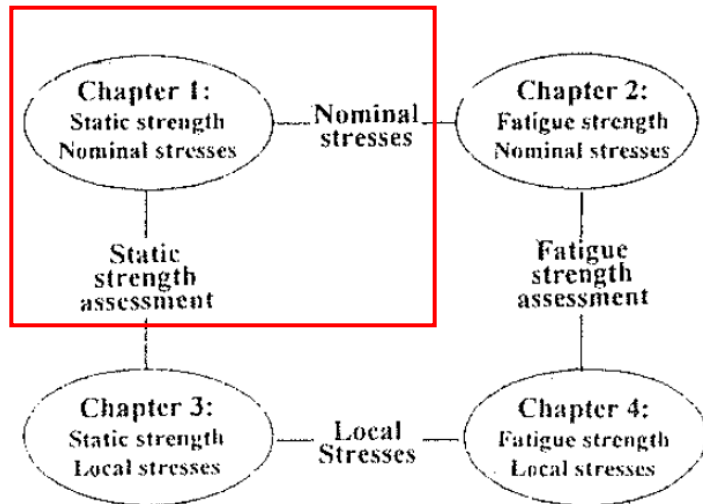 Chapter 1:
Static strength
Nominal stresses
Nominal
stresses
Chapter 2:
Fatigue strength
Nominal stresses
Static
strength
assessment
Fatigue
strength
assessment
Chapter 3:
Static strength
Local stresses
Local
Stresses
Chapter 4:
Fatigue strength
Local stresses